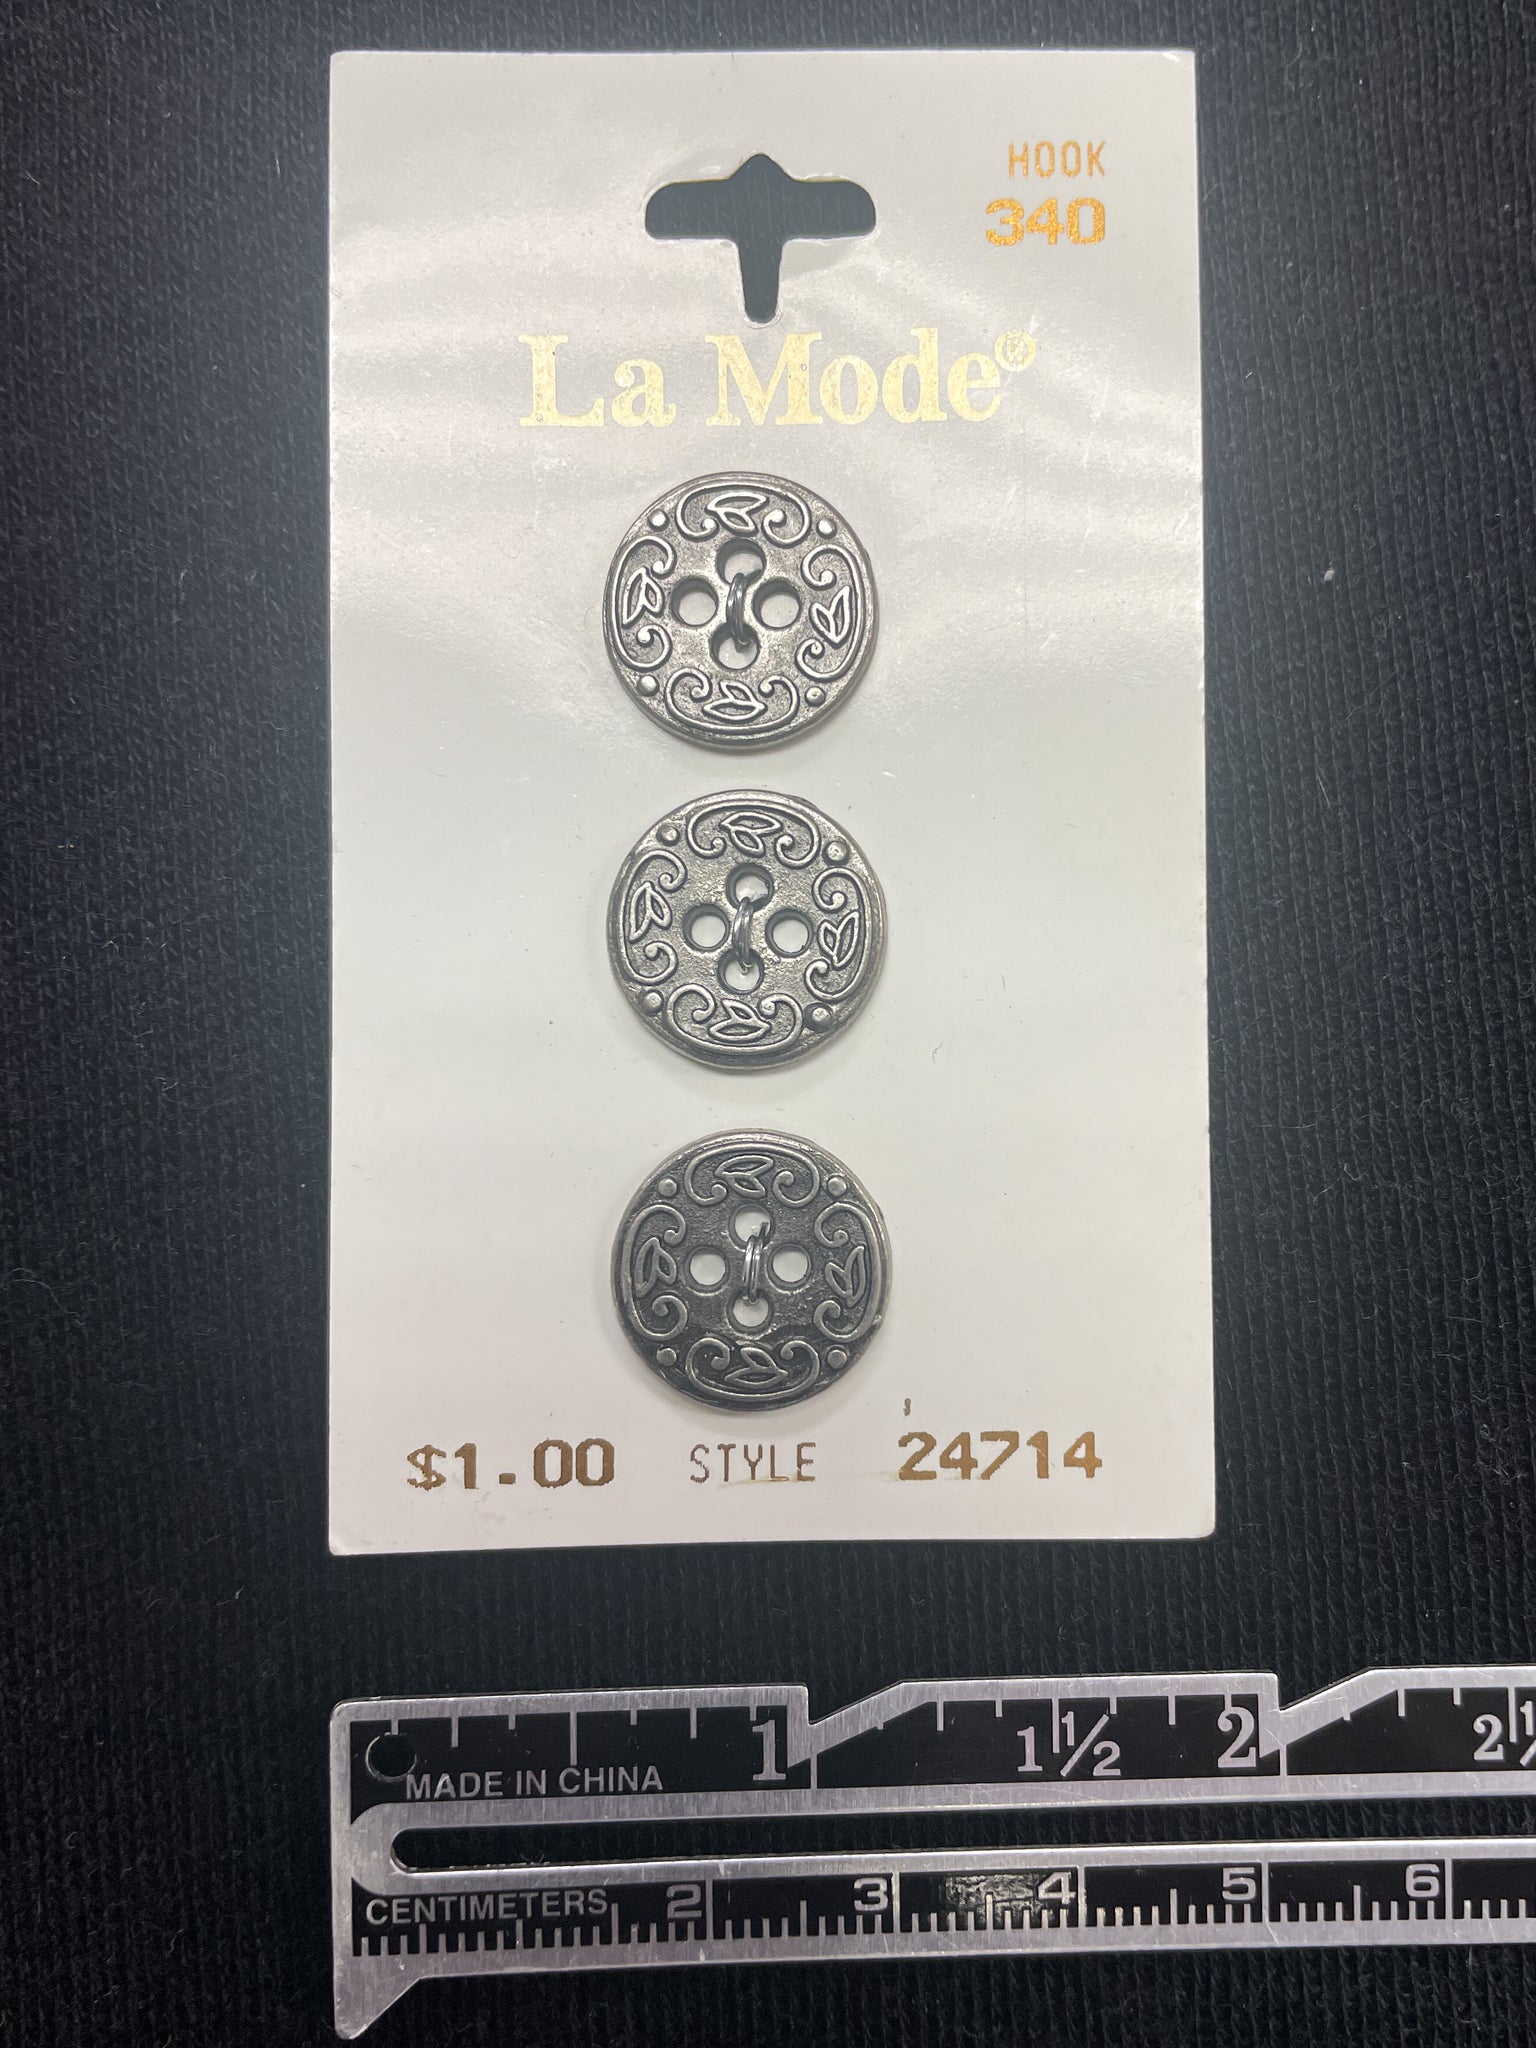 HOOK
340
La Mode®
$1.00 STYLE 24714
1 1½ 2
MADE IN CHINA
CENTIMETERS 2 3 4 5 6